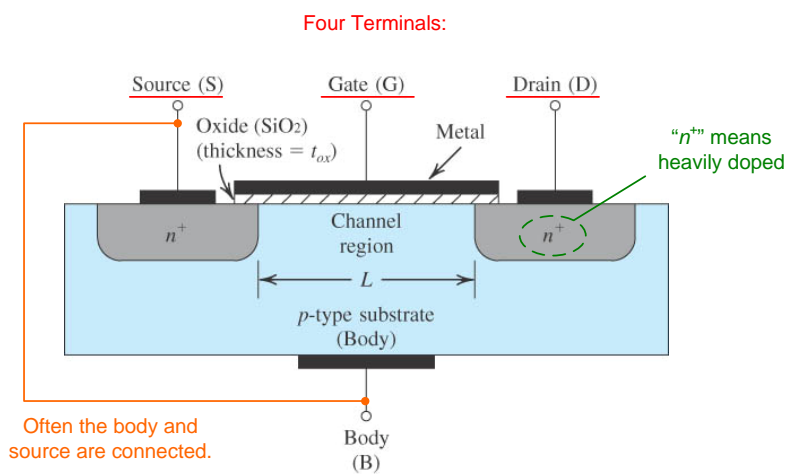 Four Terminals:
Source (S)
Gate (G)
Drain (D)
Oxide (SiO2)
(thickness = tox)
Metal
"n+" means
heavily doped
n+
Channel
region
n+
L
p-type substrate
(Body)
Often the body and
source are connected.
Body
(B)